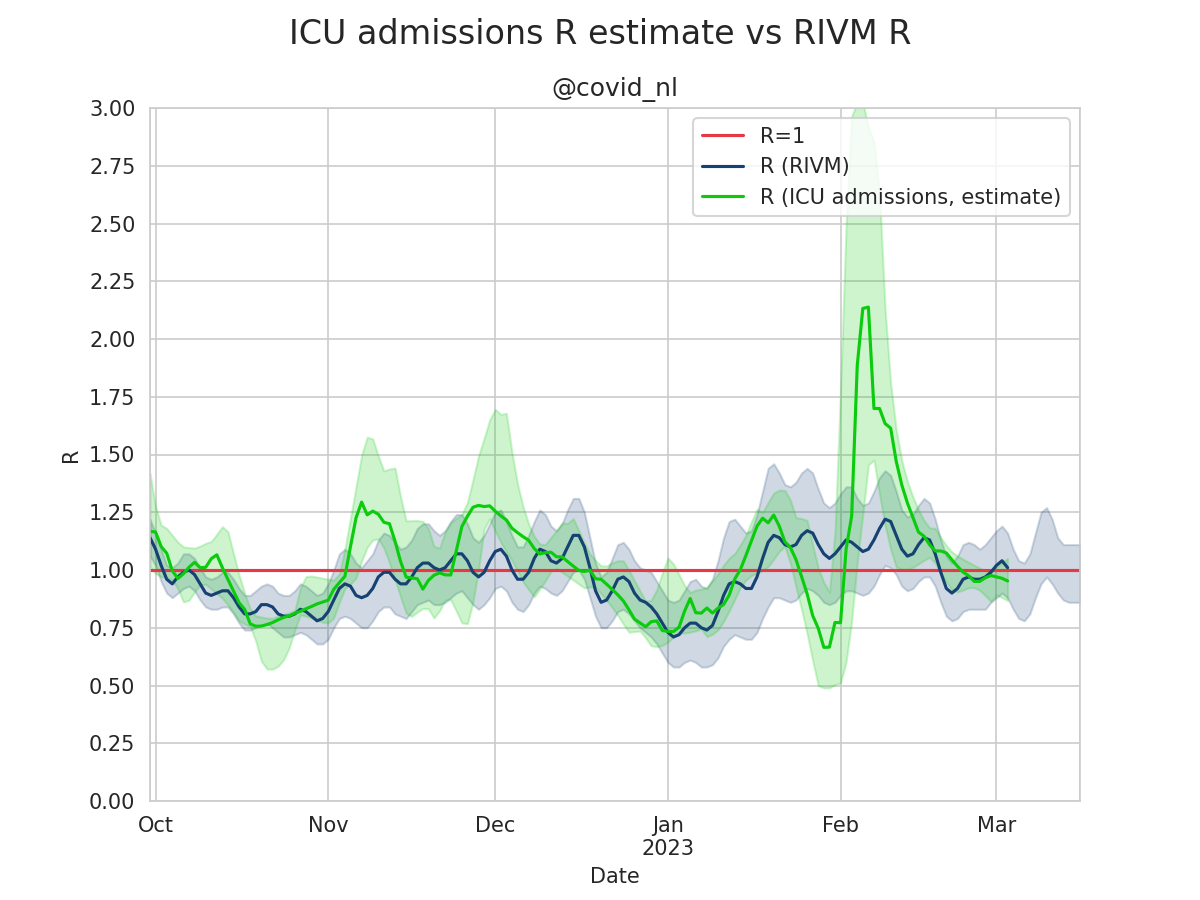 ICU admissions R estimate vs RIVM R
@covid_nl
R=1
R (RIVM)
R (ICU admissions, estimate)
3.00
2.75
2.50
2.25
2.00
1.75
1.50
1.25
1.00
0.75
0.50
0.25
0.00
R
Oct Nov Dec Jan Feb Mar
2023
Date